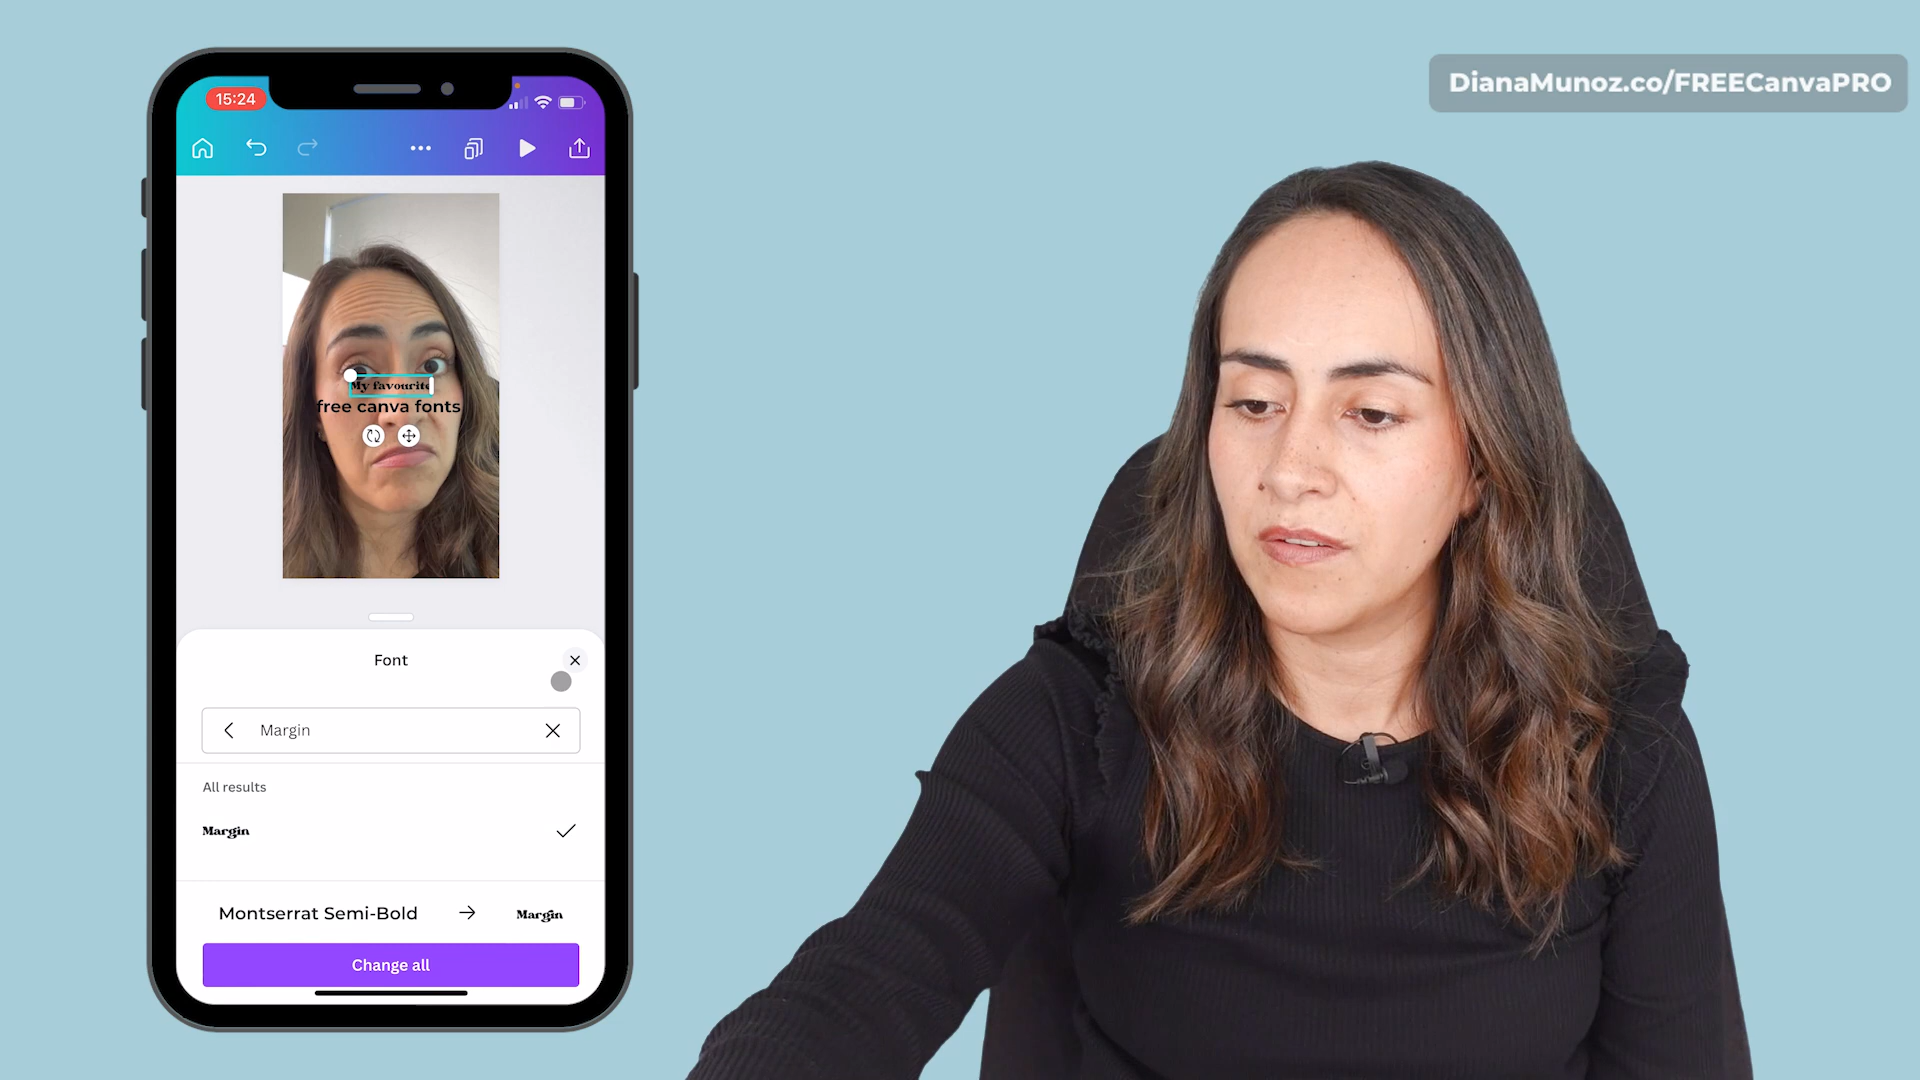 DianaMunoz.co/FREECanvaPRO
15:24
My favourite
free canva fonts
Font
Margin
All results
Margin
Montserrat Semi-Bold
Margin
Change all